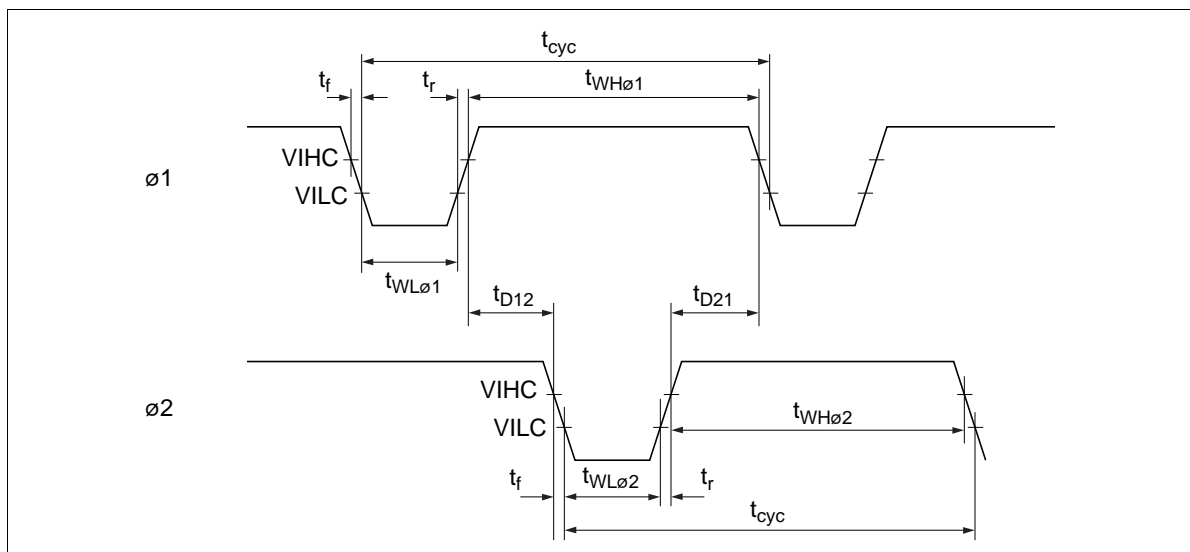 tcyc
tf
tr
tWHø1
VIHC
ø1
VILC
tWLø1
tD12
tD21
VIHC
ø2
tWHø2
VILC
tf
tWLø2
tr
tcyc